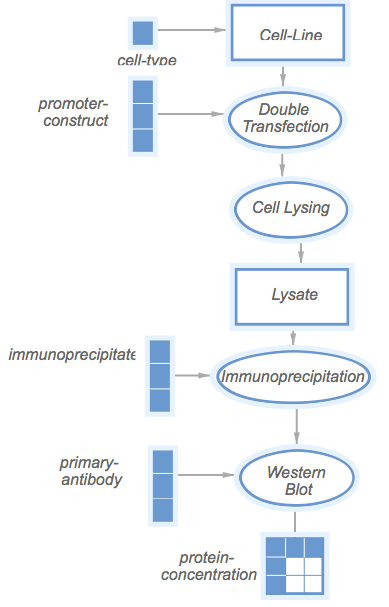 Cell-Line
cell-type
promoter-
construct
Double
Transfection
Cell Lysing
Lysate
immunoprecipitate
Immunoprecipitation
primary-
antibody
Western
Blot
protein-
concentration